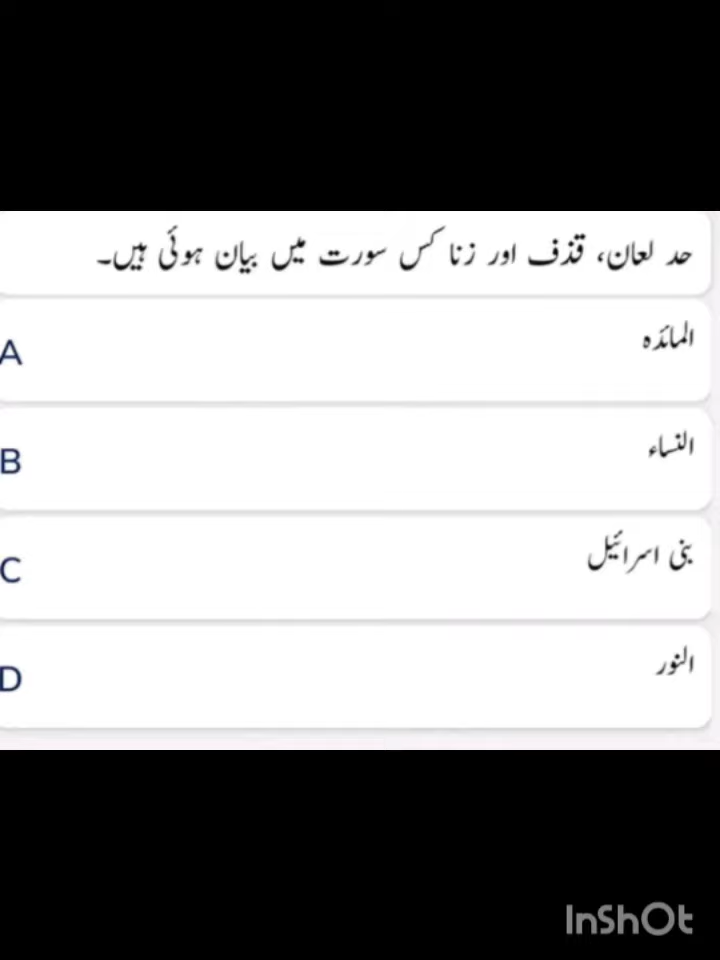 حد لعان، قذف اور زنا کس سورت میں بیان ہوئی ہیں۔
A المائدہ
B النساء
C بنی اسرائیل
D النور
InShOt